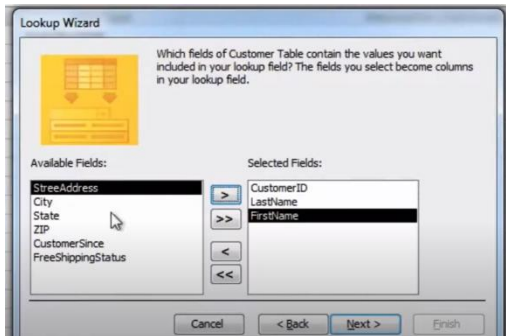 Lookup Wizard
Which fields of Customer Table contain the values you want
included in your lookup field? The fields you select become columns
in your lookup field.
Available Fields:
StreeAddress
City
State
ZIP
CustomerSince
FreeShippingStatus
>
>>
<
<<
Selected Fields:
CustomerID
LastName
FirstName
Cancel
< Back
Next >
Finish